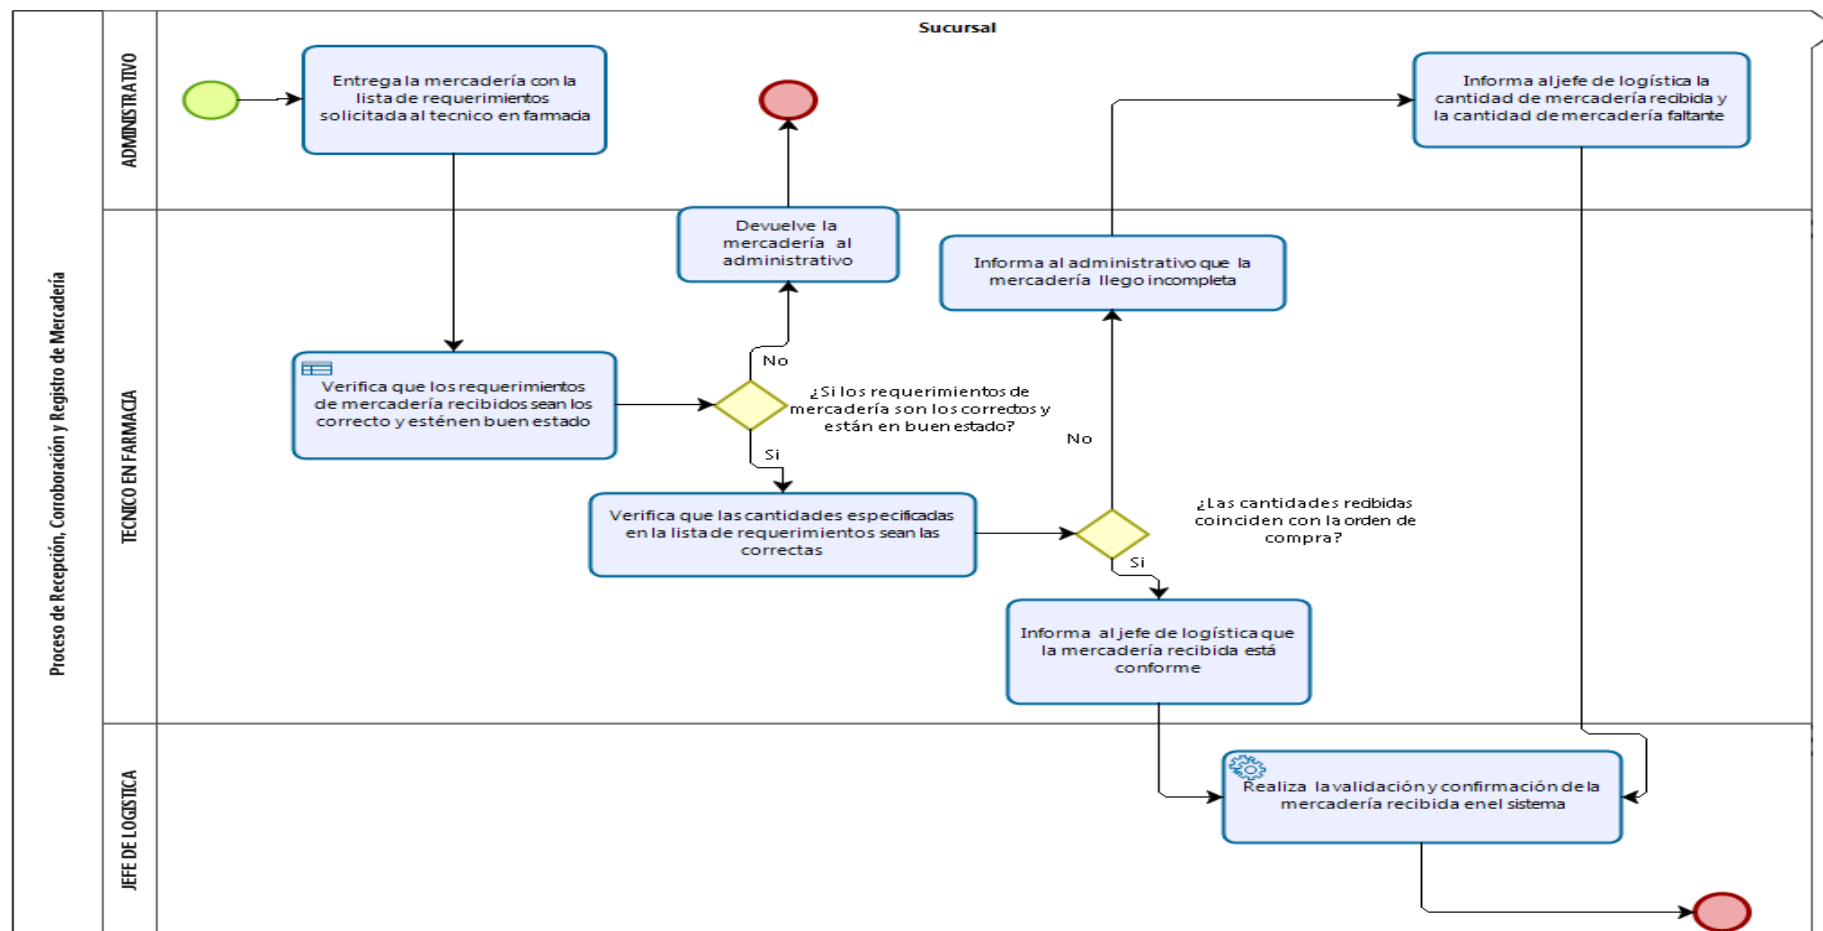 Sucursal
Proceso de Recepción, Corroboración y Registro de Mercadería
ADMINISTRATIVO
Entrega la mercadería con la
lista de requerimientos
solicitada al tecnico en farmacia
Informa al jefe de logística la
cantidad de mercadería recibida y
la cantidad de mercadería faltante
TECNICO EN FARMACIA
Devuelve la
mercadería al
administrativo
Informa al administrativo que la
mercadería llego incompleta
Verifica que los requerimientos
de mercadería recibidos sean los
correcto y estén en buen estado
No
¿Si los requerimientos de
mercadería son los correctos y
están en buen estado?
Si
No
Verifica que las cantidades especificadas
en la lista de requerimientos sean las
correctas
¿Las cantidades recibidas
coinciden con la orden de
compra?
Si
Informa al jefe de logística que
la mercadería recibida está
conforme
JEFE DE LOGISTICA
Realiza la validación y confirmación de la
mercadería recibida en el sistema